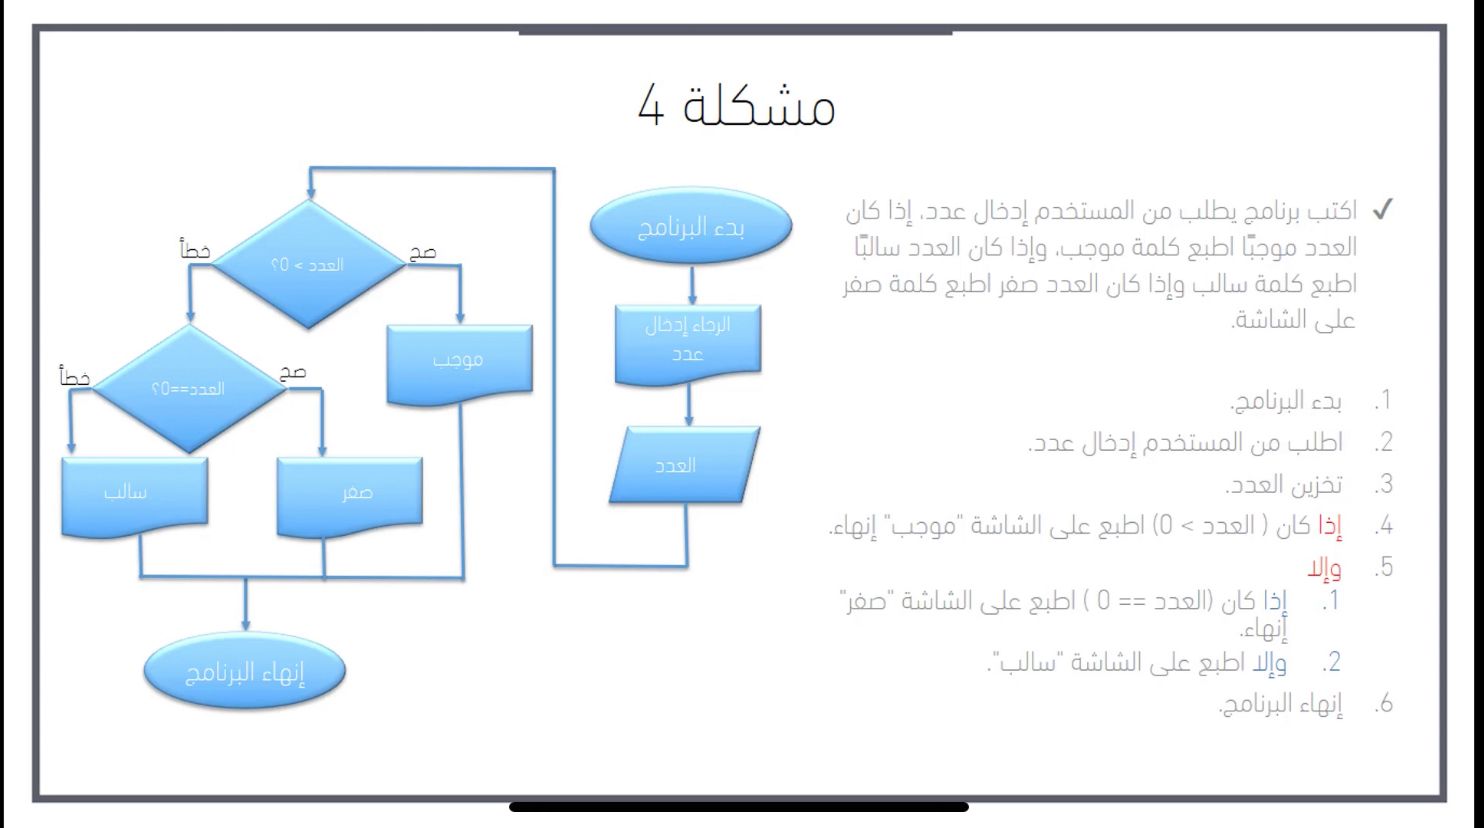 مشكلة 4
✓ اكتب برنامج يطلب من المستخدم إدخال عدد، إذا كان
العدد موجبًا اطبع كلمة موجب، وإذا كان العدد سالبًا
اطبع كلمة سالب وإذا كان العدد صفر اطبع كلمة صفر
على الشاشة.
1. بدء البرنامج.
2. اطلب من المستخدم إدخال عدد.
3. تخزين العدد.
4. إذا كان ( العدد > 0) اطبع على الشاشة "موجب" إنهاء.
5. وإلا
1. إذا كان (العدد == 0 ) اطبع على الشاشة "صفر"
إنهاء.
2. وإلا اطبع على الشاشة "سالب".
6. إنهاء البرنامج.
بدء البرنامج
الرجاء إدخال
عدد
العدد
العدد > 0؟
صح
خطأ
موجب
العدد==0؟
صح
خطأ
صفر
سالب
إنهاء البرنامج